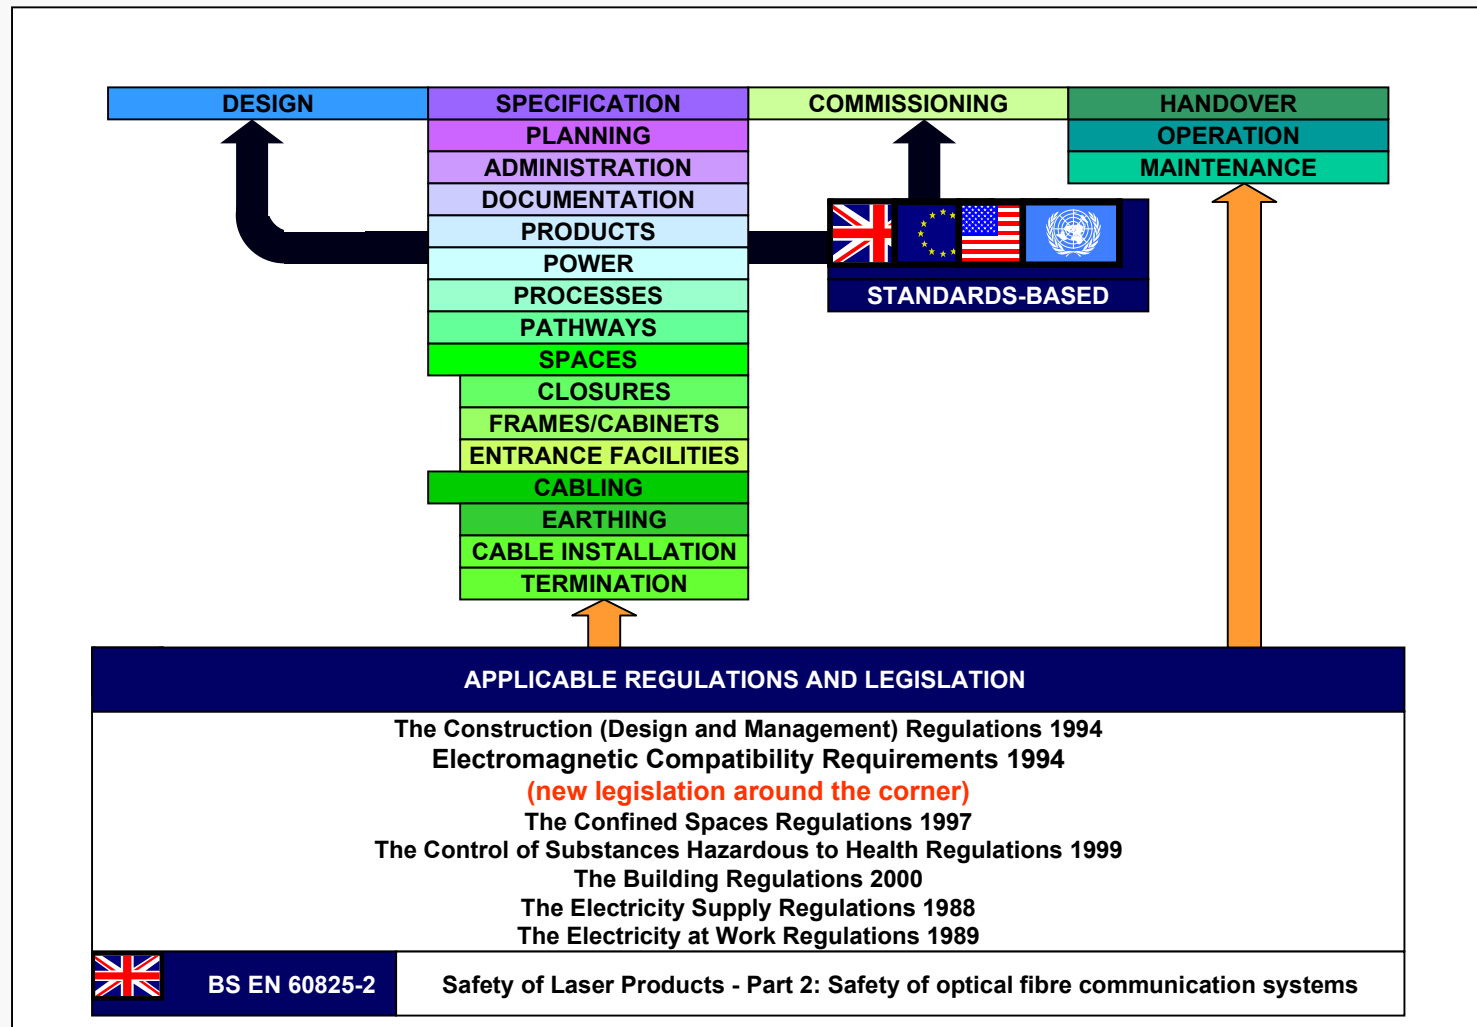 DESIGN
SPECIFICATION
COMMISSIONING
HANDOVER
PLANNING
OPERATION
ADMINISTRATION
MAINTENANCE
DOCUMENTATION
PRODUCTS
POWER
PROCESSES
STANDARDS-BASED
PATHWAYS
SPACES
CLOSURES
FRAMES/CABINETS
ENTRANCE FACILITIES
CABLING
EARTHING
CABLE INSTALLATION
TERMINATION
APPLICABLE REGULATIONS AND LEGISLATION
The Construction (Design and Management) Regulations 1994
Electromagnetic Compatibility Requirements 1994
(new legislation around the corner)
The Confined Spaces Regulations 1997
The Control of Substances Hazardous to Health Regulations 1999
The Building Regulations 2000
The Electricity Supply Regulations 1988
The Electricity at Work Regulations 1989
BS EN 60825-2
Safety of Laser Products - Part 2: Safety of optical fibre communication systems